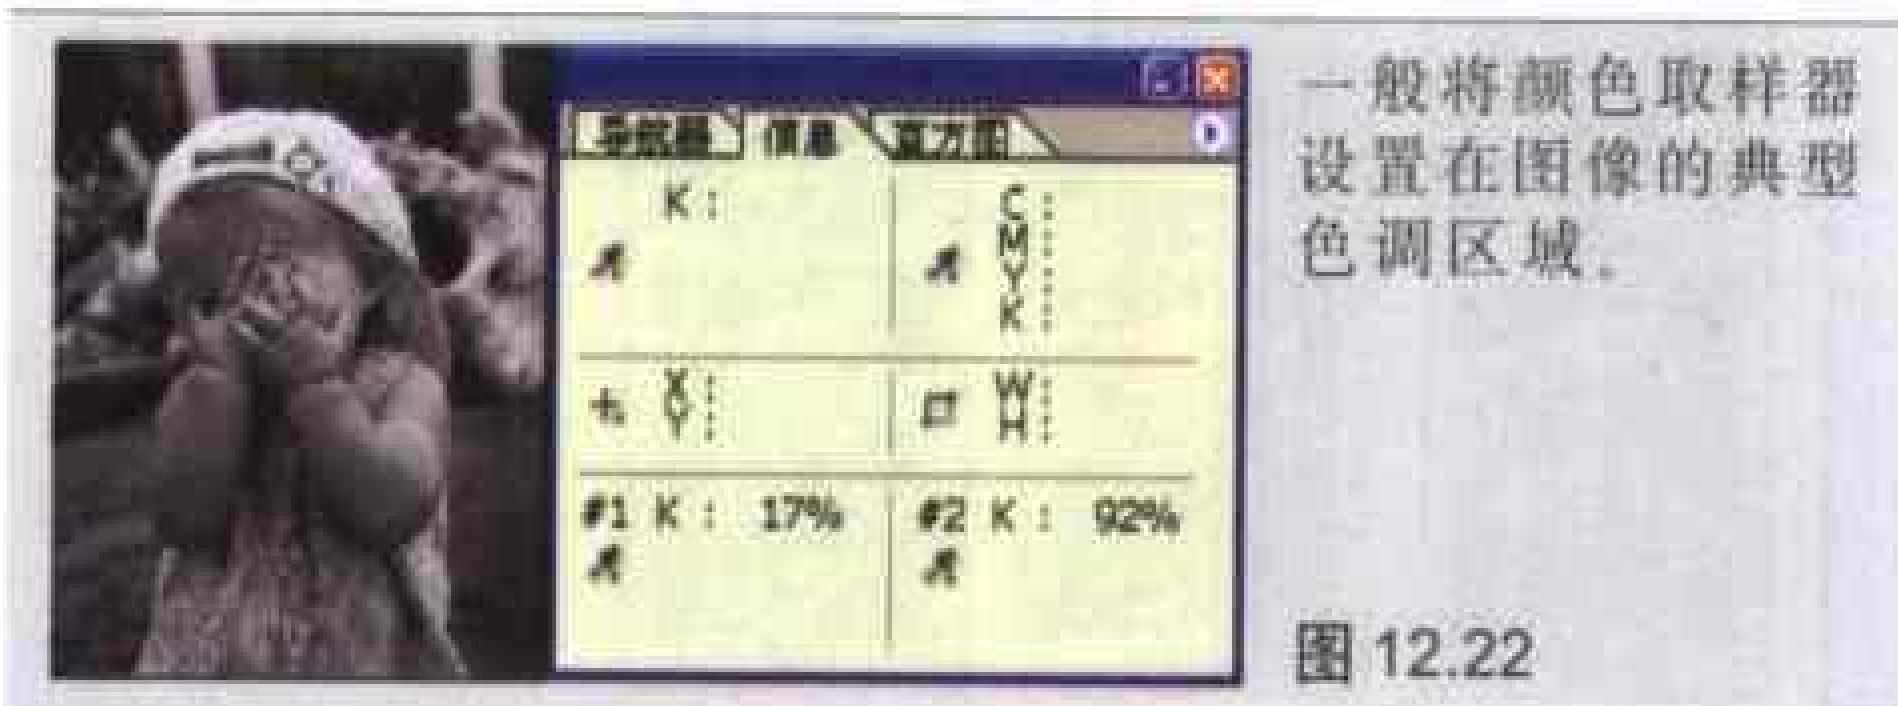 导航器 信息 直方图
K:
C:
M:
Y:
K:
X:
Y:
W:
H:
#1 K: 17%
#2 K: 92%
一般将颜色取样器
设置在图像的典型
色调区域。
图 12.22